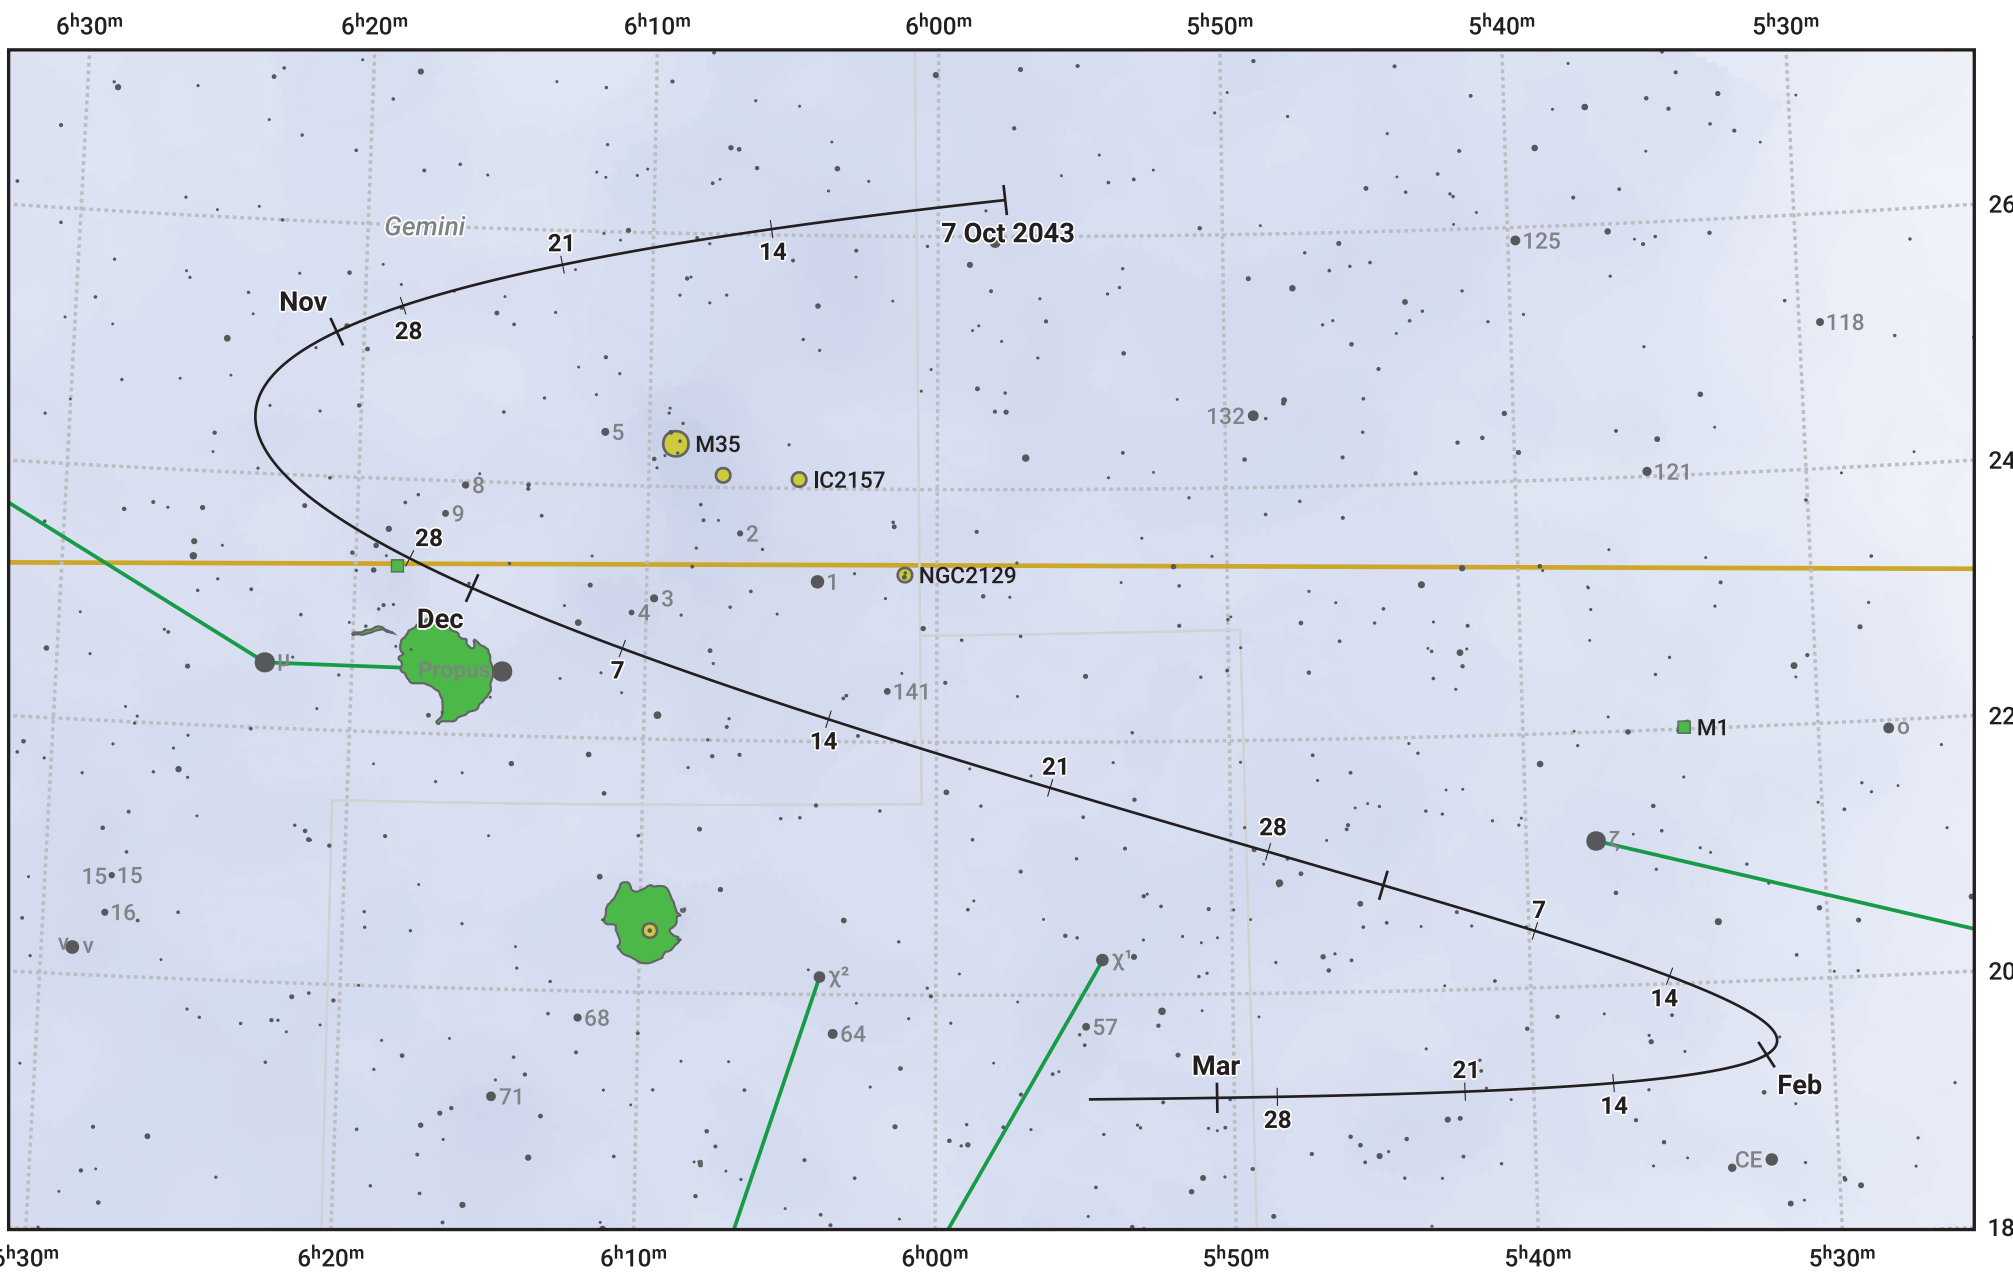 6ʰ30ᵐ 6ʰ20ᵐ 6ʰ10ᵐ 6ʰ00ᵐ 5ʰ50ᵐ 5ʰ40ᵐ 5ʰ30ᵐ
26
Gemini
7 Oct 2043
125
21
14
Nov
28
118
132
5
M35
24
121
8
IC2157
9
2
28
1
NGC2129
3
4
Dec
μ
Propus
7
141
22
14
M1
ο
21
28
ζ
15 15
16
7
ν ν
χ²
χ¹
20
14
68
64
57
Mar
21
71
28
14
Feb
CE
18
6ʰ30ᵐ 6ʰ20ᵐ 6ʰ10ᵐ 6ʰ00ᵐ 5ʰ50ᵐ 5ʰ40ᵐ 5ʰ30ᵐ